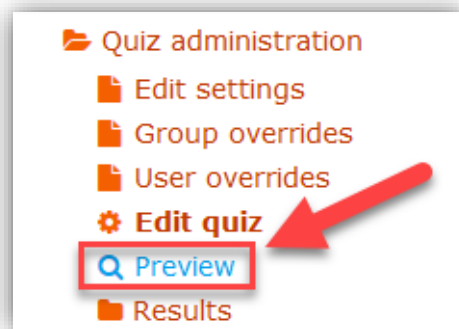 Quiz administration
Edit settings
Group overrides
User overrides
Edit quiz
Preview
Results